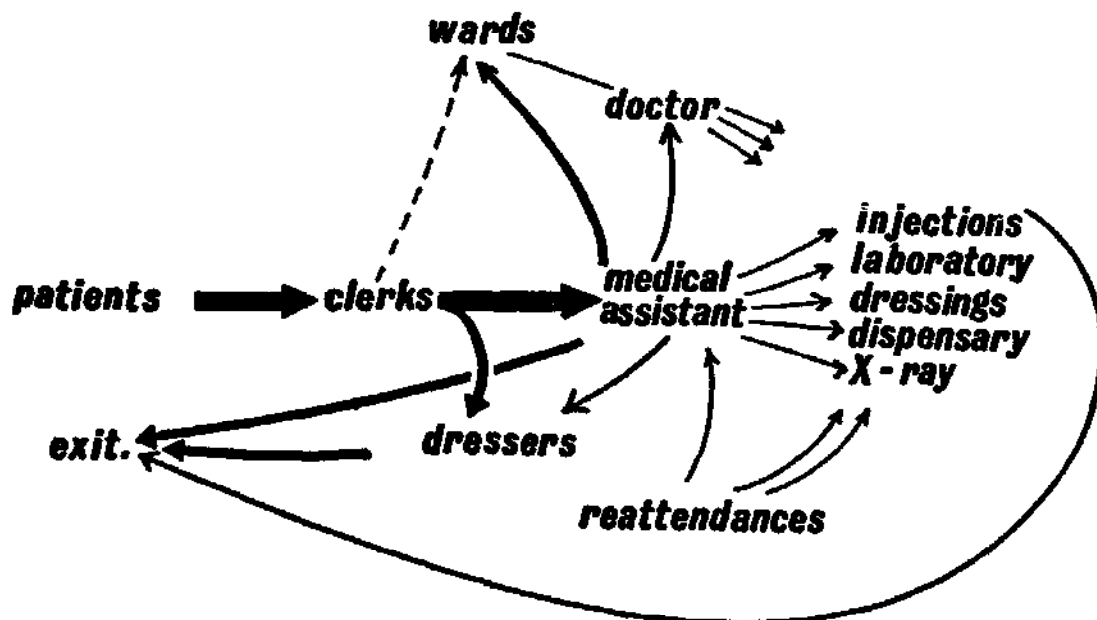 wards
doctor
injections
laboratory
dressings
dispensary
X-ray
medical
assistant
patients
clerks
exit.
dressers
reattendances